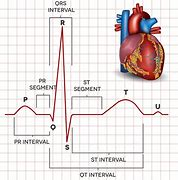 QRS
INTERVAL
R
PR
SEGMENT
ST
SEGMENT
P
T
U
Q
S
PR INTERVAL
ST INTERVAL
QT INTERVAL